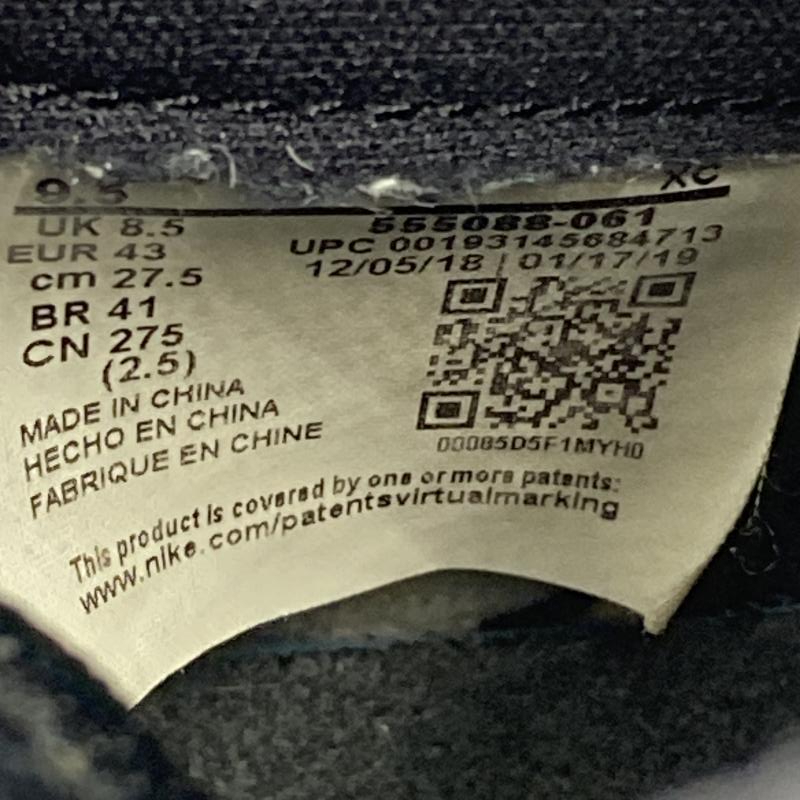 9.5 XC
UK 8.5
555088-061
EUR 43
UPC 00193145684713
cm 27.5
12/05/18 | 01/17/19
BR 41
CN 275
(2.5)
MADE IN CHINA
HECHO EN CHINA
FABRIQUE EN CHINE
00085D5F1MYH0
This product is covered by one or more patents:
www.nike.com/patentsvirtualmarking